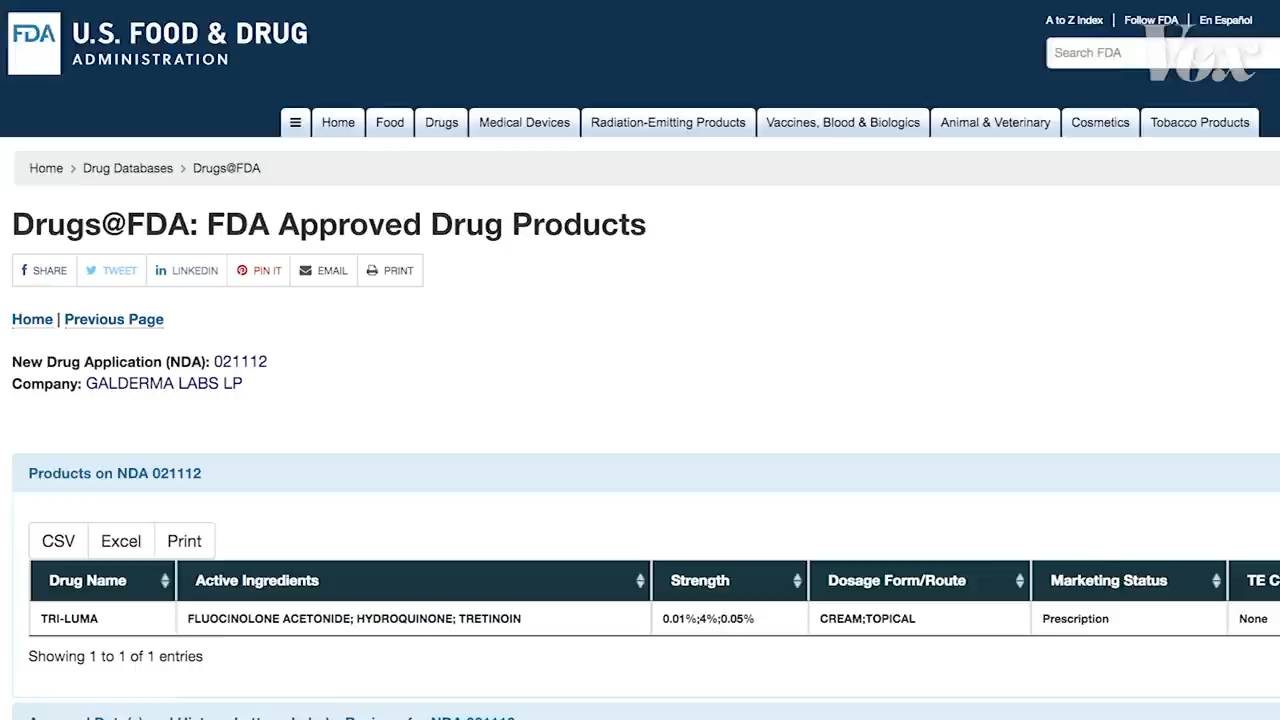 FDA U.S. FOOD & DRUG
ADMINISTRATION
A to Z Index | Follow FDA | En Español
Search FDA
Vox
Home Food Drugs Medical Devices Radiation-Emitting Products Vaccines, Blood & Biologics Animal & Veterinary Cosmetics Tobacco Products
Home > Drug Databases > Drugs@FDA
Drugs@FDA: FDA Approved Drug Products
SHARE TWEET LINKEDIN PIN IT EMAIL PRINT
Home | Previous Page
New Drug Application (NDA): 021112
Company: GALDERMA LABS LP
Products on NDA 021112
CSV Excel Print
Drug Name Active Ingredients Strength Dosage Form/Route Marketing Status TE C
TRI-LUMA FLUOCINOLONE ACETONIDE; HYDROQUINONE; TRETINOIN 0.01%;4%;0.05% CREAM;TOPICAL Prescription None
Showing 1 to 1 of 1 entries